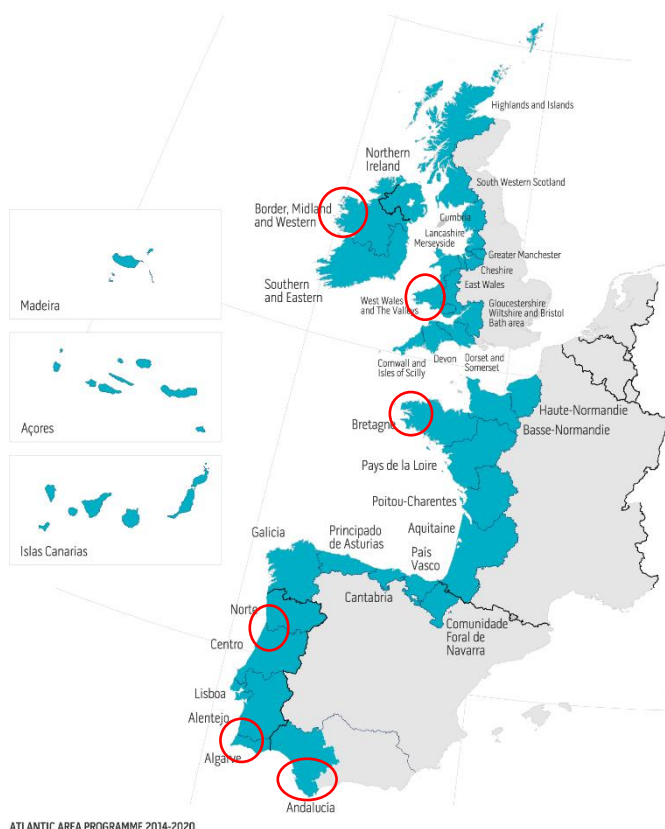 Highlands and Islands
Northern
Ireland
South Western Scotland
Border, Midland
and Western
Cumbria
Lancashire
Merseyside
Greater Manchester
Cheshire
East Wales
Southern
and Eastern
West Wales
and The Valleys
Gloucestershire
Wiltshire and Bristol
Bath area
Cornwall and
Isles of Scilly
Devon
Dorset and
Somerset
Madeira
Açores
Islas Canarias
Haute-Normandie
Basse-Normandie
Bretagne
Pays de la Loire
Poitou-Charentes
Aquitaine
Galicia
Principado
de Asturias
País
Vasco
Cantabria
Comunidade
Foral de
Navarra
Norte
Centro
Lisboa
Alentejo
Algarve
Andalucia
ATLANTIC AREA PROGRAMME 2014-2020